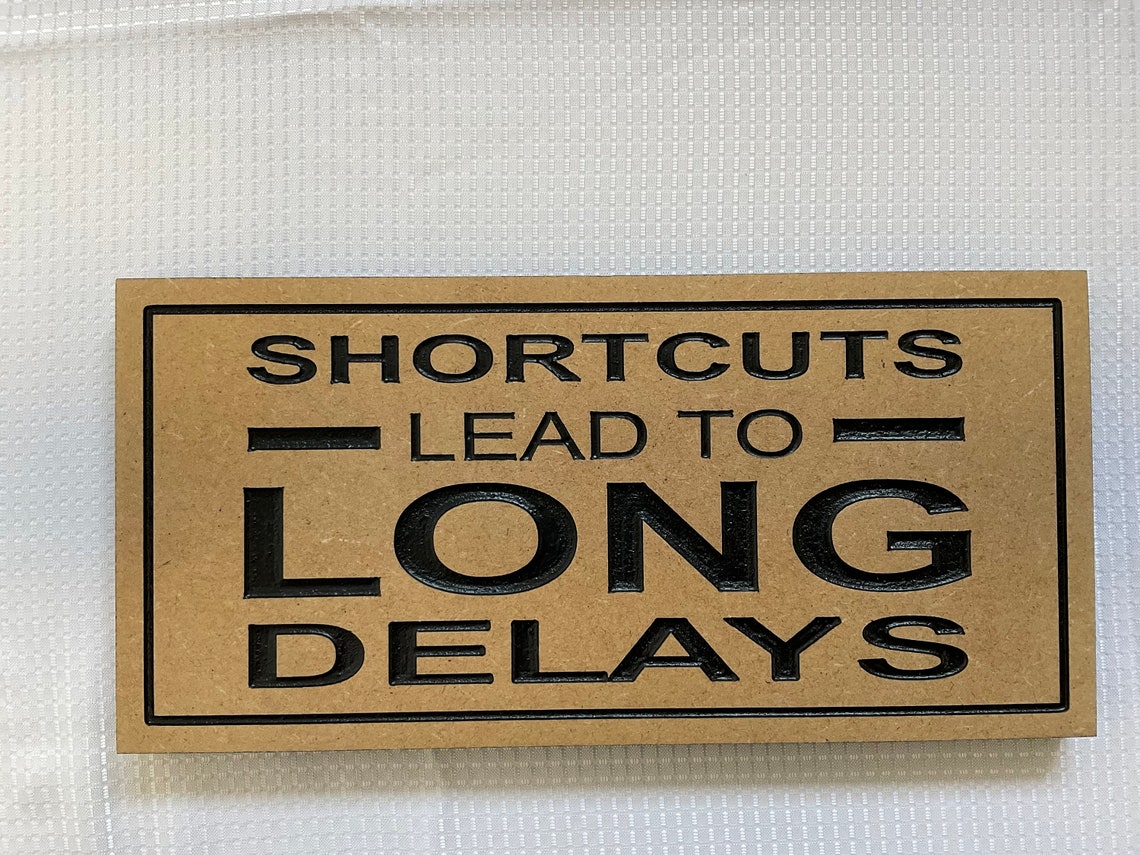 SHORTCUTS
LEAD TO
LONG
DELAYS